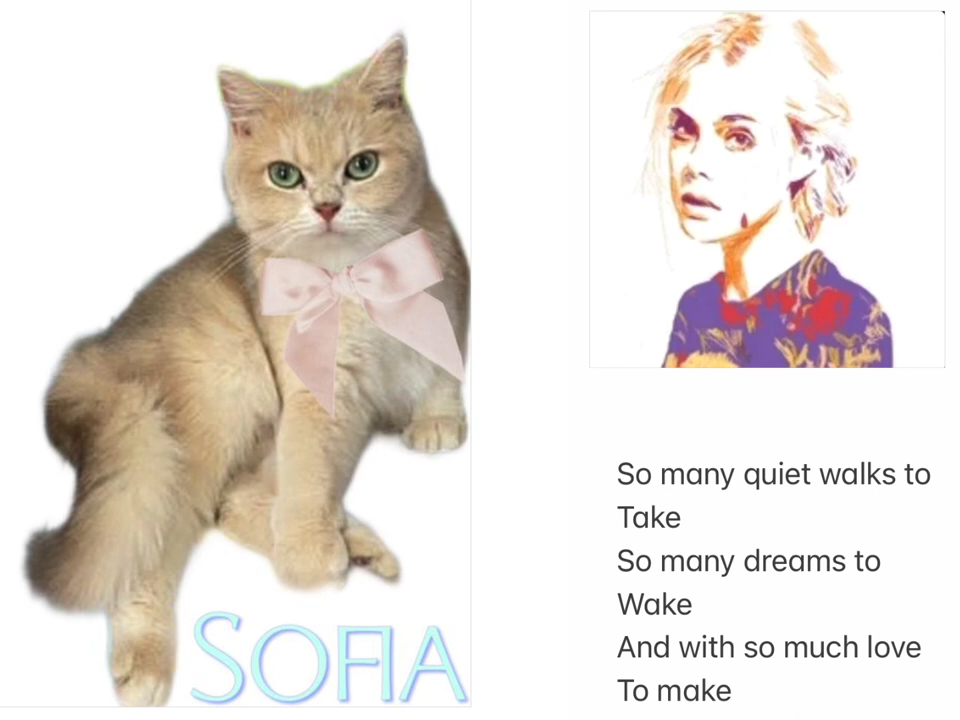 SOFIA
So many quiet walks to
Take
So many dreams to
Wake
And with so much love
To make